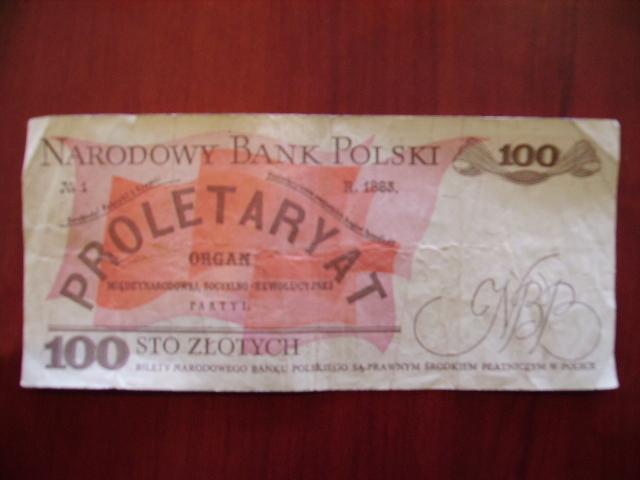 NARODOWY BANK POLSKI 100
№ 1 R. 1883.
PROLETARYAT
ORGAN
MIĘDZYNARODOWEJ SOCYALNO-REWOLUCYJNEJ
PARTYI.
NBP
100 STO ZŁOTYCH
BILETY NARODOWEGO BANKU POLSKIEGO SĄ PRAWNYM ŚRODKIEM PŁATNICZYM W POLSCE